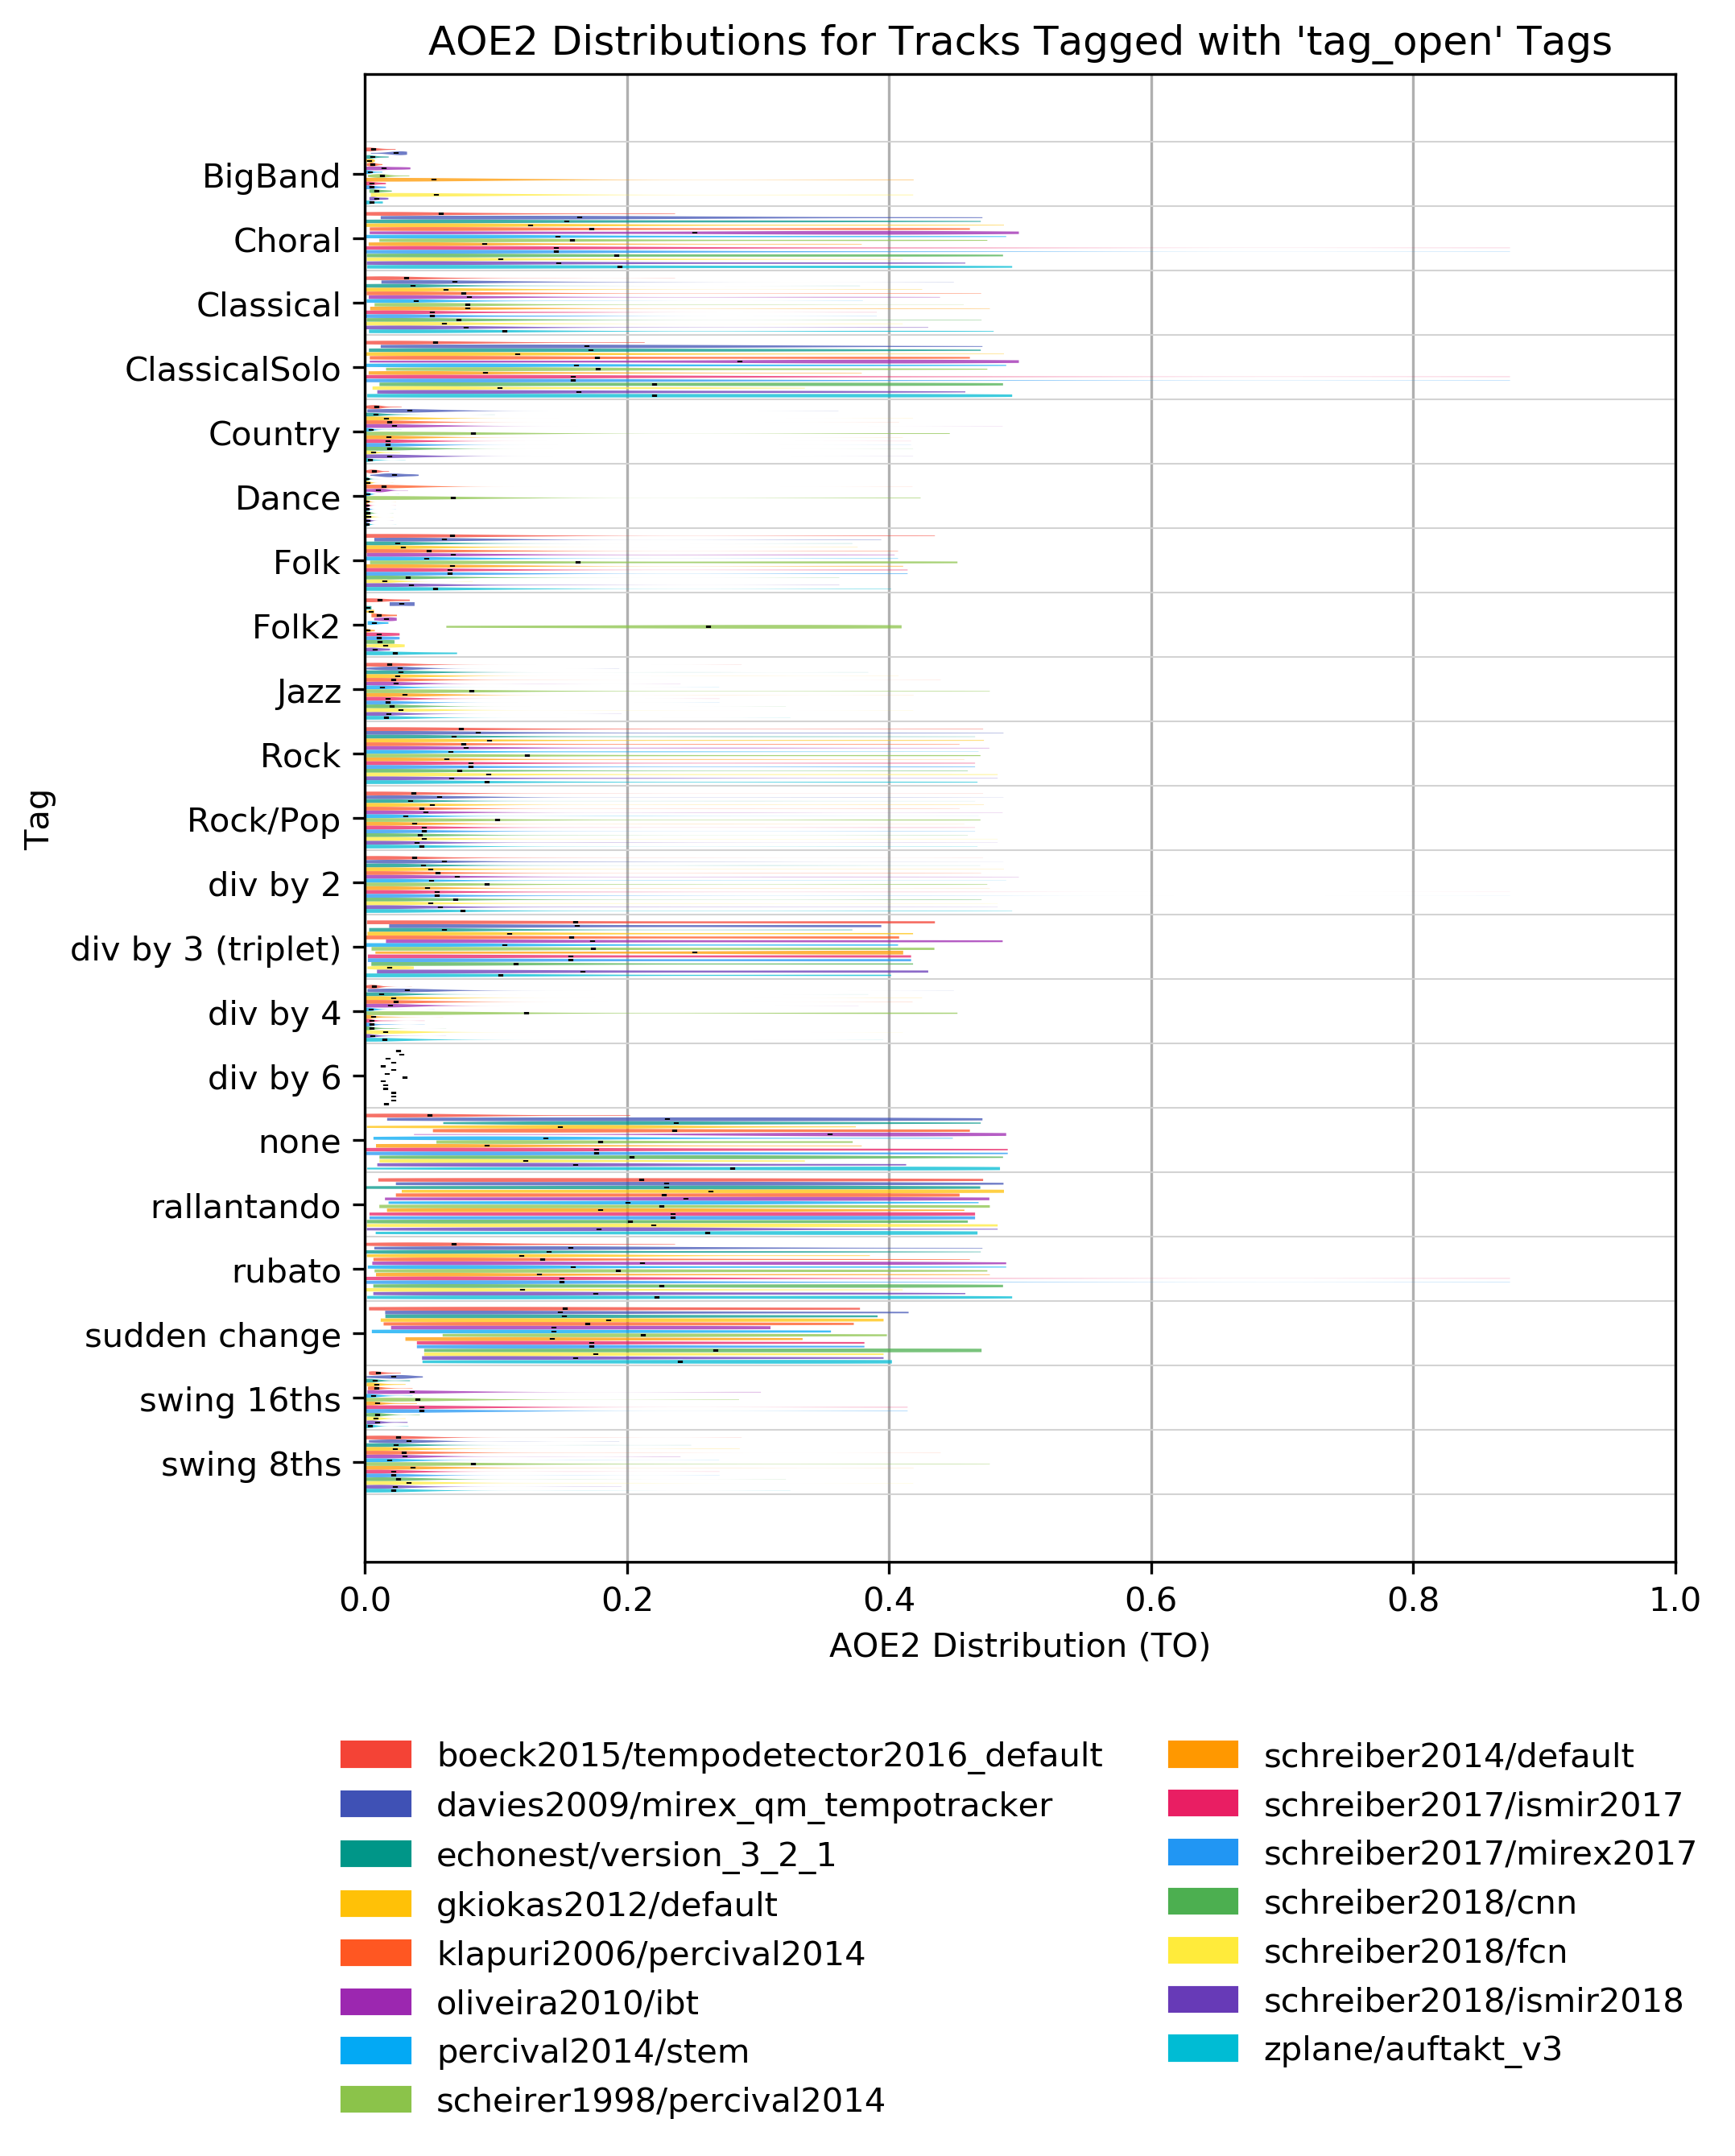 AOE2 Distributions for Tracks Tagged with 'tag_open' Tags
Tag
BigBand
Choral
Classical
ClassicalSolo
Country
Dance
Folk
Folk2
Jazz
Rock
Rock/Pop
div by 2
div by 3 (triplet)
div by 4
div by 6
none
rallantando
rubato
sudden change
swing 16ths
swing 8ths
0.0 0.2 0.4 0.6 0.8 1.0
AOE2 Distribution (TO)
boeck2015/tempodetector2016_default
davies2009/mirex_qm_tempotracker
echonest/version_3_2_1
gkiokas2012/default
klapuri2006/percival2014
oliveira2010/ibt
percival2014/stem
scheirer1998/percival2014
schreiber2014/default
schreiber2017/ismir2017
schreiber2017/mirex2017
schreiber2018/cnn
schreiber2018/fcn
schreiber2018/ismir2018
zplane/auftakt_v3